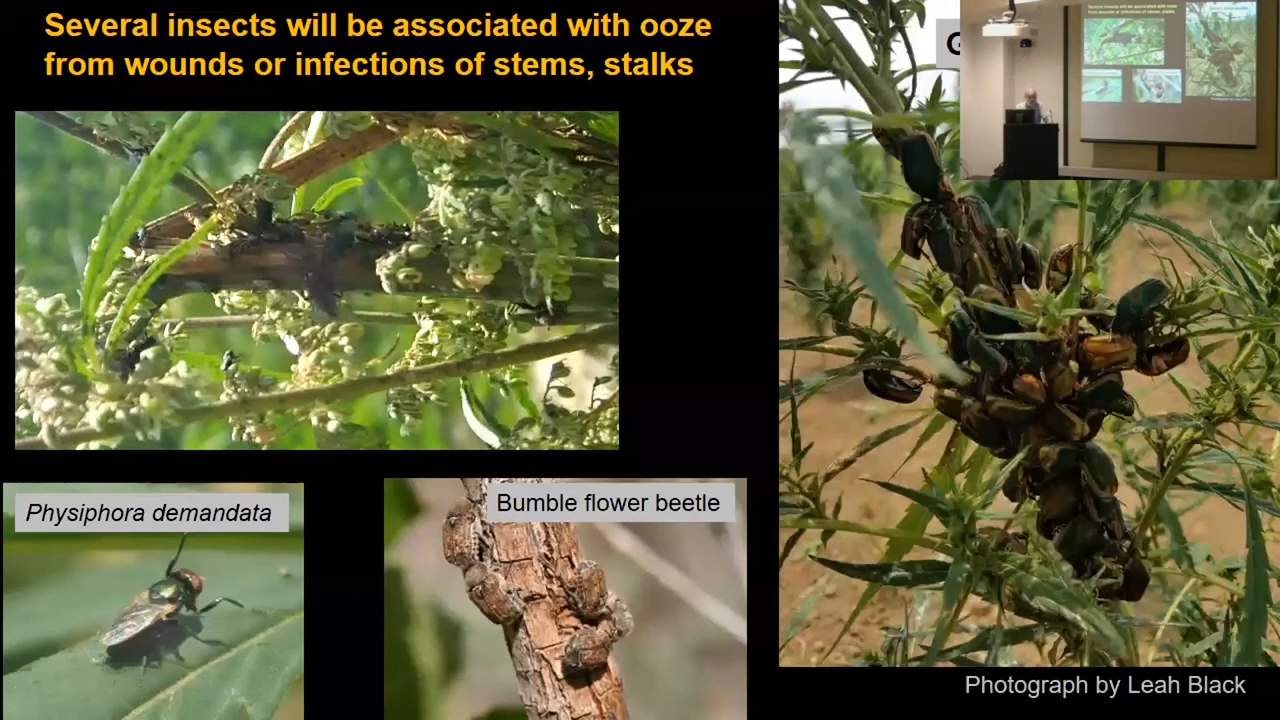 Several insects will be associated with ooze
from wounds or infections of stems, stalks
G
Physiphora demandata
Bumble flower beetle
Photograph by Leah Black